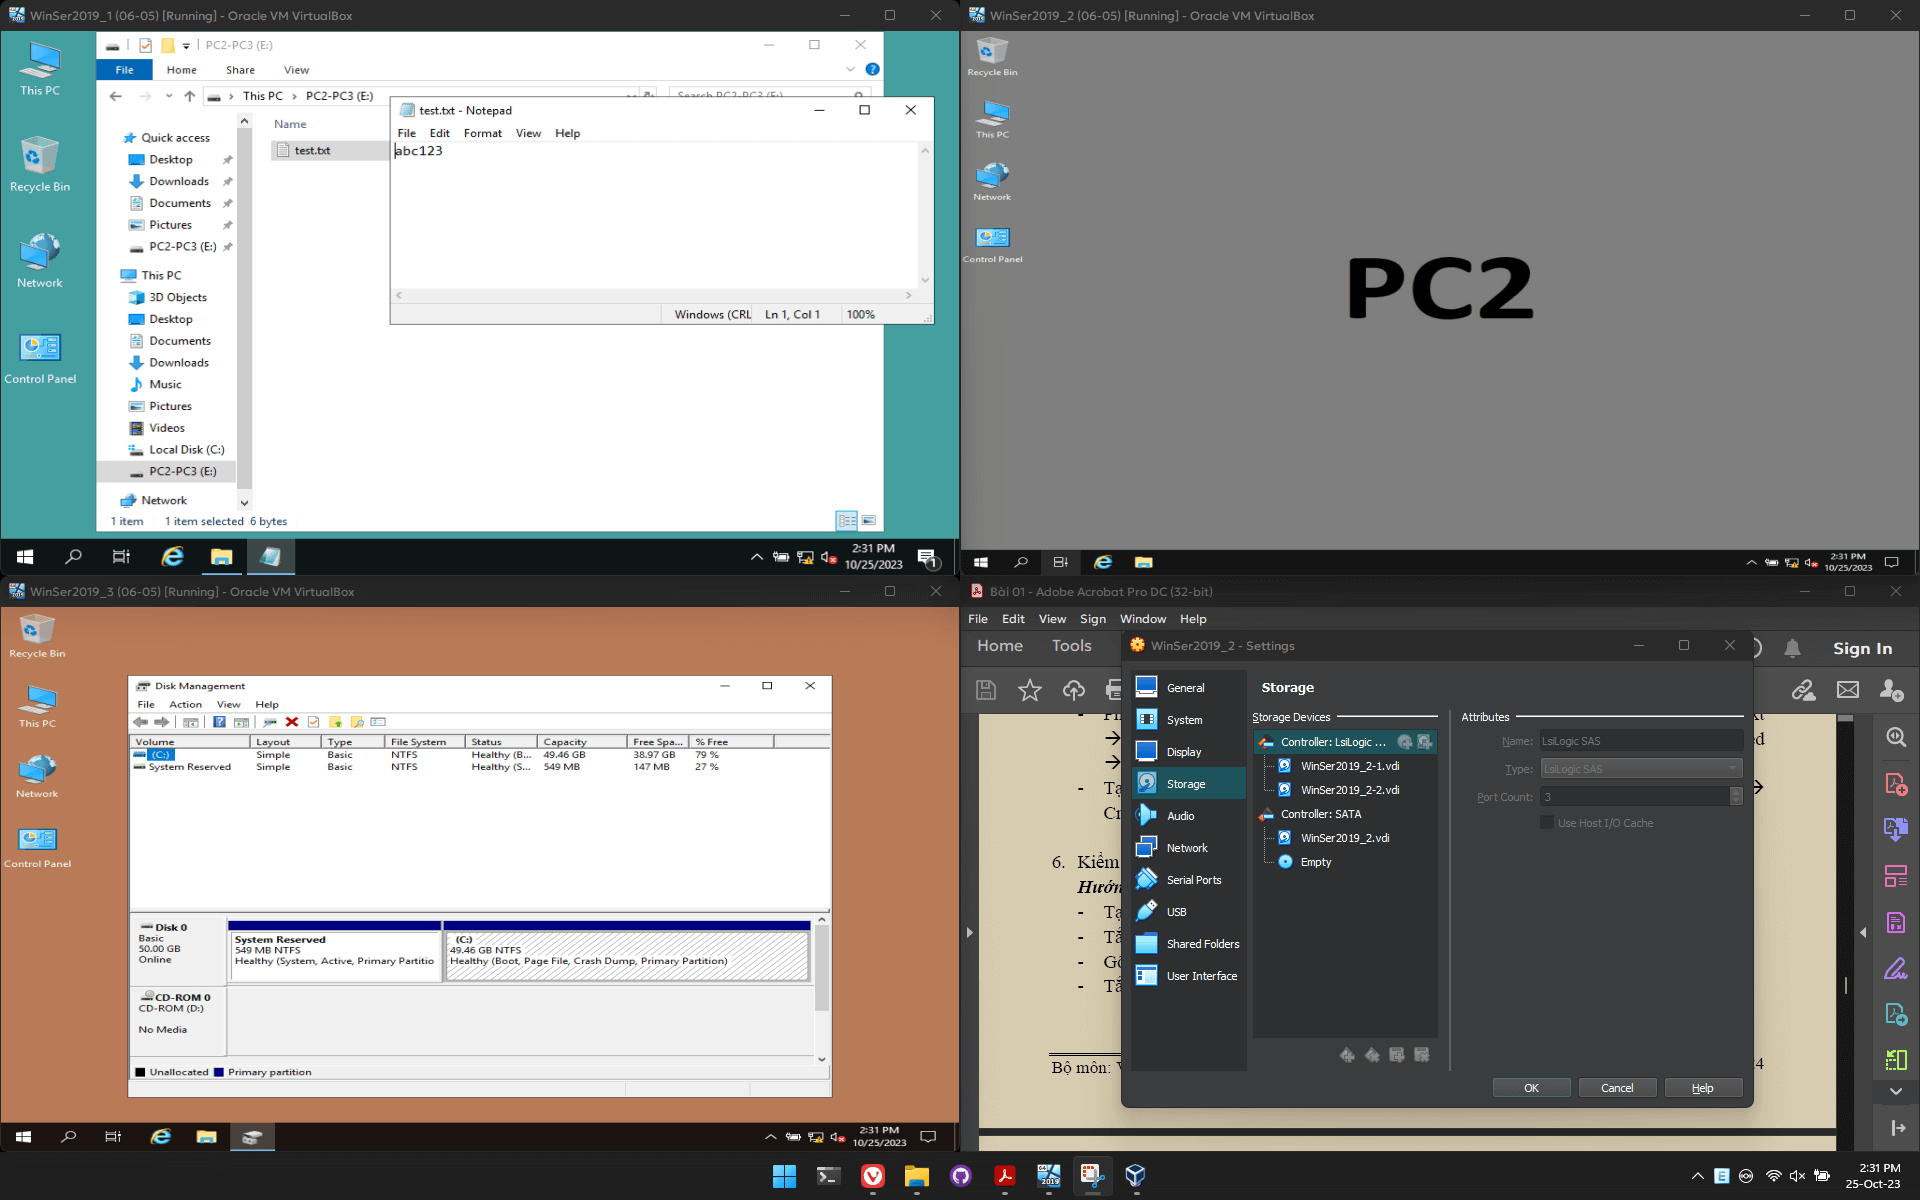 WinSer2019_1 (06-05) [Running] - Oracle VM VirtualBox
This PC
Recycle Bin
Network
Control Panel
PC2-PC3 (E:)
File Home Share View
This PC PC2-PC3 (E:)
Search PC2-PC3 (E:)
Quick access
Desktop
Downloads
Documents
Pictures
PC2-PC3 (E:)
This PC
3D Objects
Desktop
Documents
Downloads
Music
Pictures
Videos
Local Disk (C:)
PC2-PC3 (E:)
Network
Name
test.txt
1 item 1 item selected 6 bytes
test.txt - Notepad
File Edit Format View Help
abc123
Windows (CRL Ln 1, Col 1 100%
2:31 PM
10/25/2023
1
WinSer2019_2 (06-05) [Running] - Oracle VM VirtualBox
Recycle Bin
This PC
Network
Control Panel
PC2
2:31 PM
10/25/2023
WinSer2019_3 (06-05) [Running] - Oracle VM VirtualBox
Recycle Bin
This PC
Network
Control Panel
Disk Management
File Action View Help
Volume Layout Type File System Status Capacity Free Spa... % Free
(C:) Simple Basic NTFS Healthy (B... 49.46 GB 38.97 GB 79 %
System Reserved Simple Basic NTFS Healthy (S... 549 MB 147 MB 27 %
Disk 0
Basic
50.00 GB
Online
System Reserved
549 MB NTFS
Healthy (System, Active, Primary Partitio
(C:)
49.46 GB NTFS
Healthy (Boot, Page File, Crash Dump, Primary Partition)
CD-ROM 0
CD-ROM (D:)
No Media
Unallocated Primary partition
2:31 PM
10/25/2023
Bài 01 - Adobe Acrobat Pro DC (32-bit)
File Edit View Sign Window Help
Home Tools
Sign In
6. Kiểm
Bộ môn:
WinSer2019_2 - Settings
General
System
Display
Storage
Audio
Network
Serial Ports
USB
Shared Folders
User Interface
Storage
Storage Devices
Controller: LsiLogic ...
WinSer2019_2-1.vdi
WinSer2019_2-2.vdi
Controller: SATA
WinSer2019_2.vdi
Empty
Attributes
Name: LsiLogic SAS
Type: LsiLogic SAS
Port Count: 3
Use Host I/O Cache
OK Cancel Help
2:31 PM
25-Oct-23